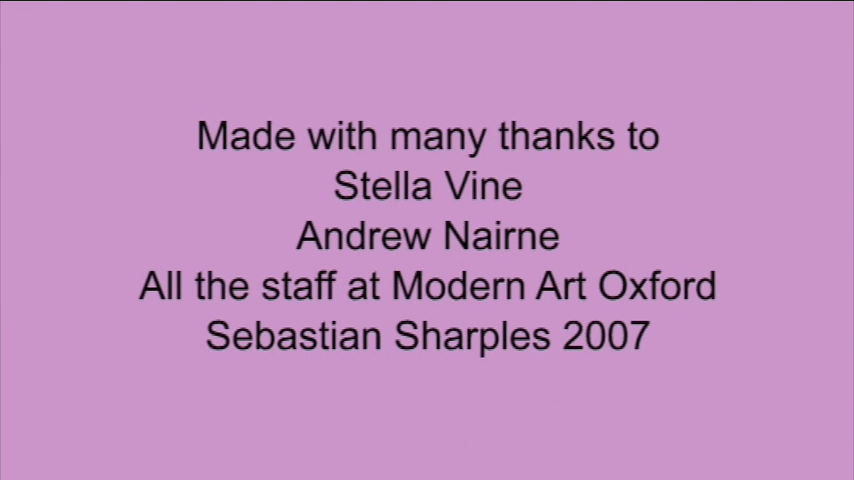 Made with many thanks to
Stella Vine
Andrew Nairne
All the staff at Modern Art Oxford
Sebastian Sharples 2007